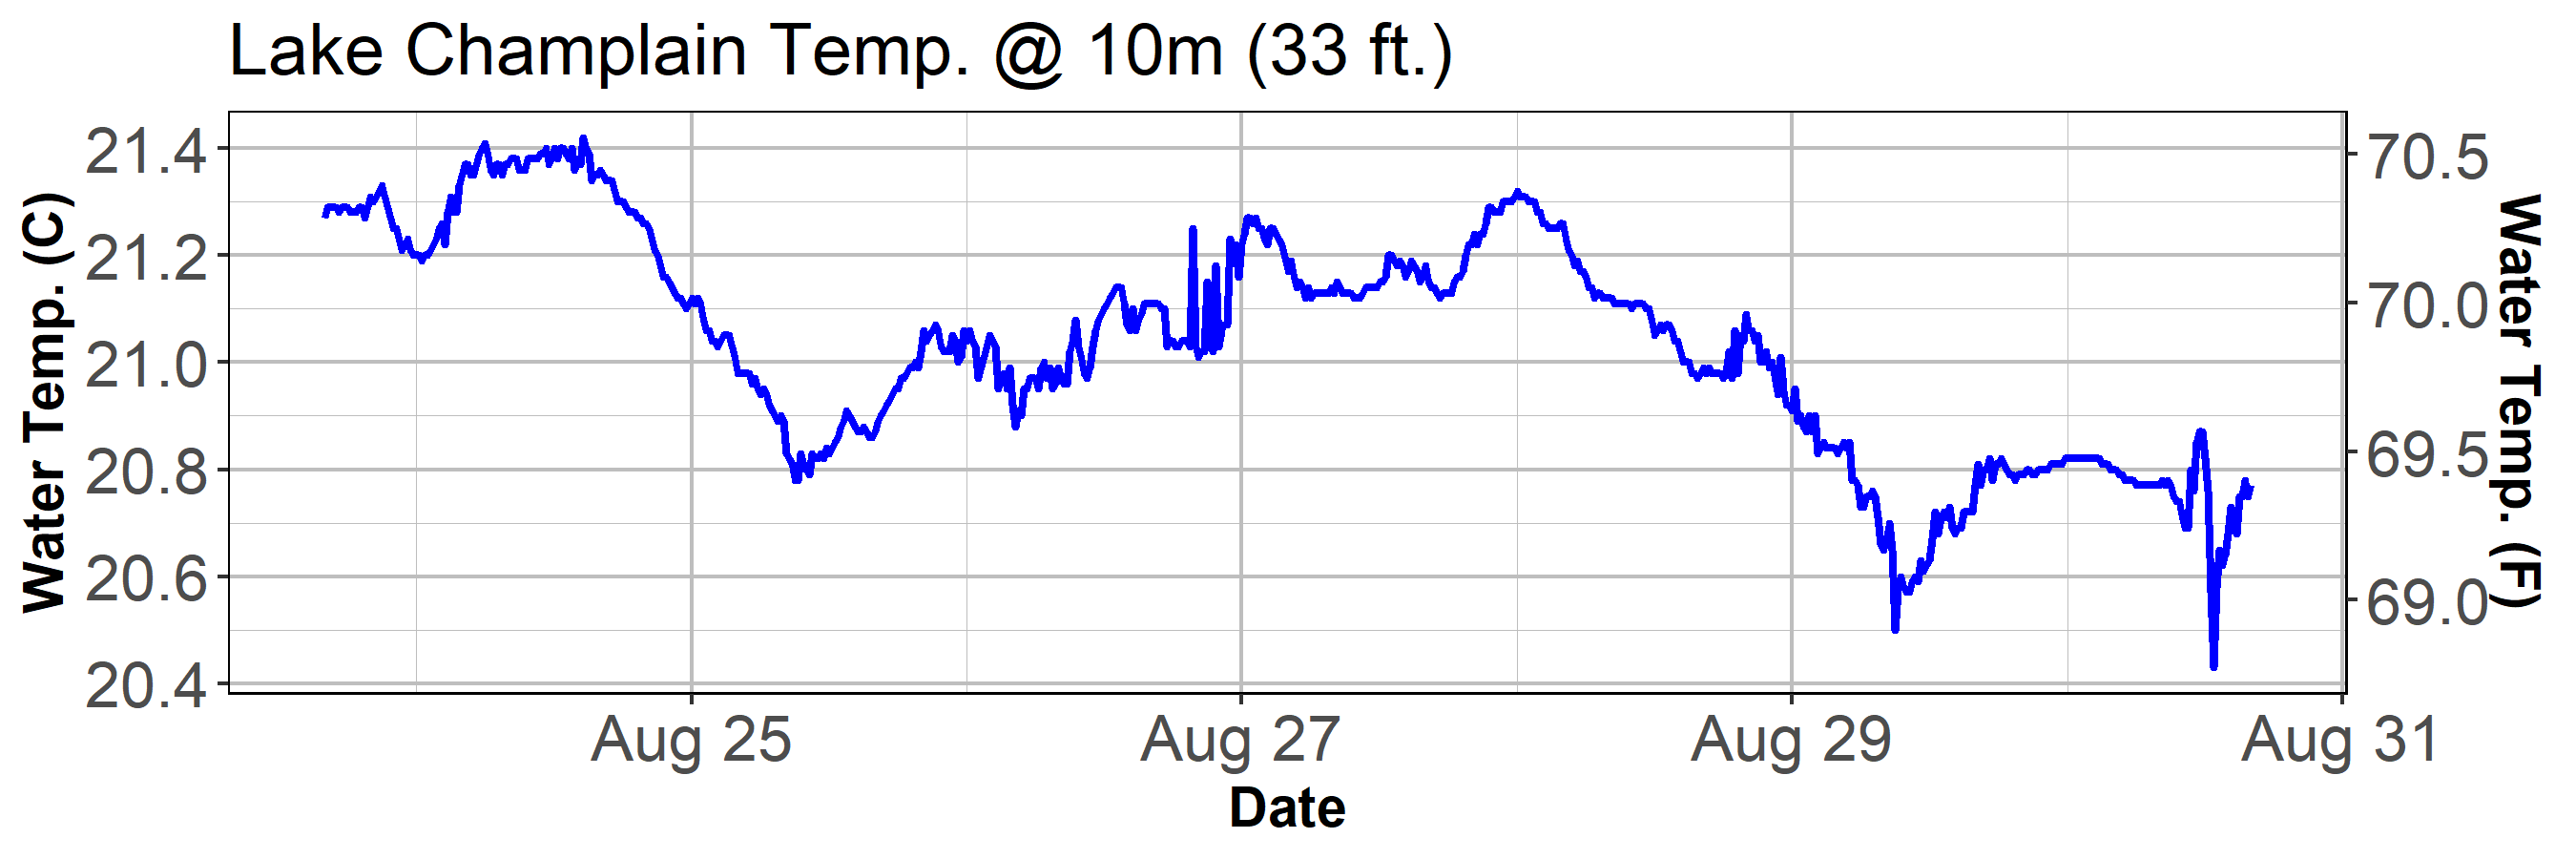 Lake Champlain Temp. @ 10m (33 ft.)
Water Temp. (C)
21.4
21.2
21.0
20.8
20.6
20.4
70.5
70.0
69.5
69.0
Water Temp. (F)
Aug 25
Aug 27
Aug 29
Aug 31
Date